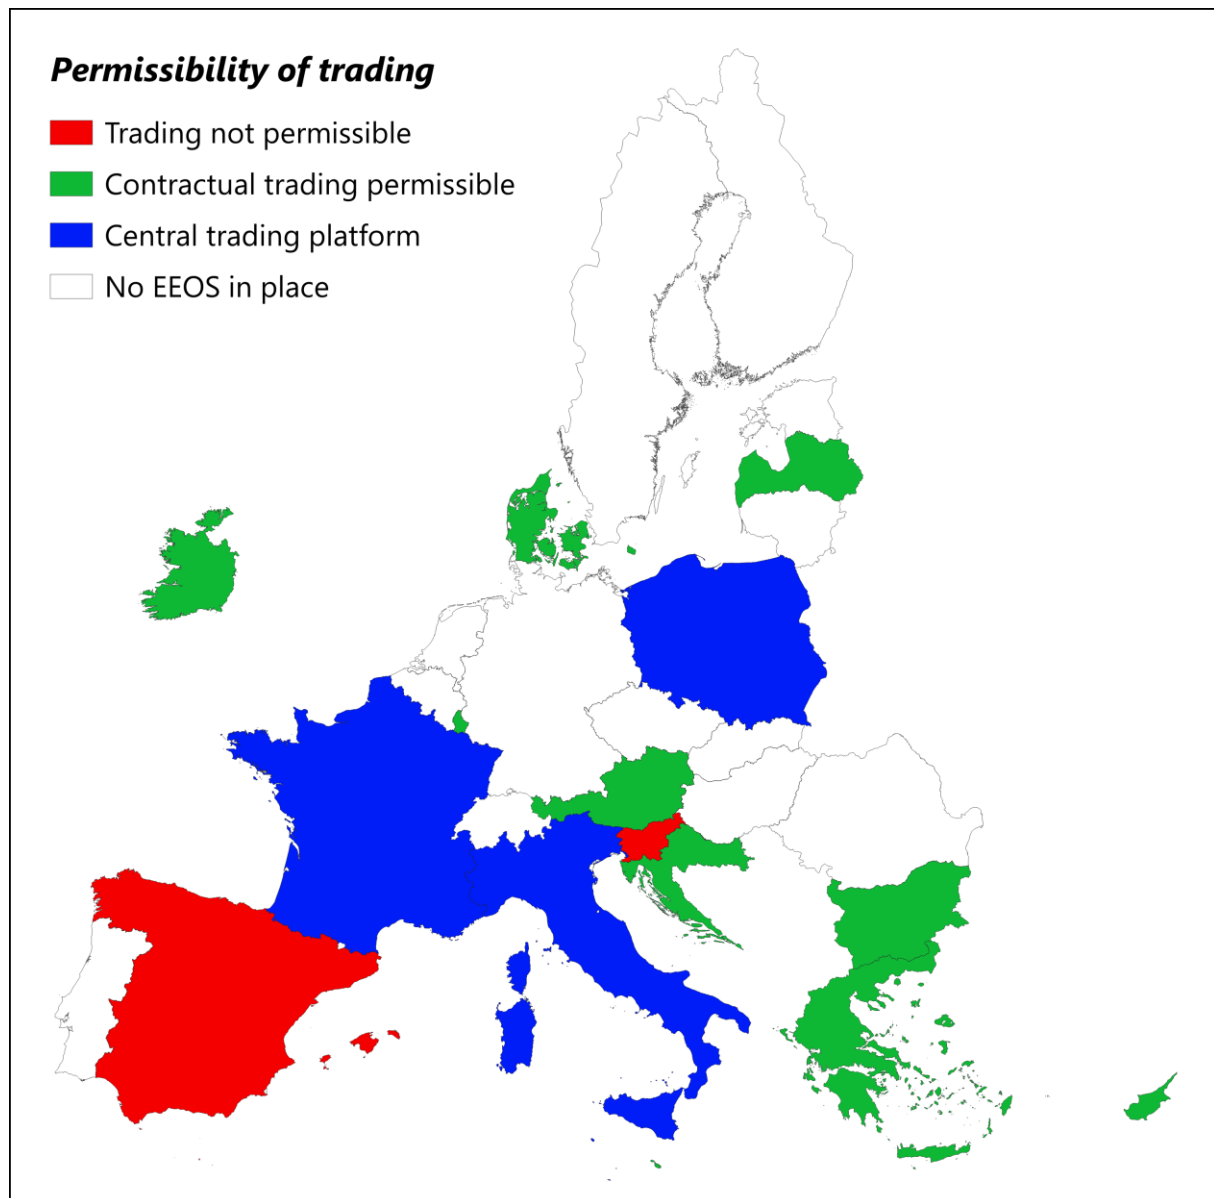 Permissibility of trading
Trading not permissible
Contractual trading permissible
Central trading platform
No EEOS in place